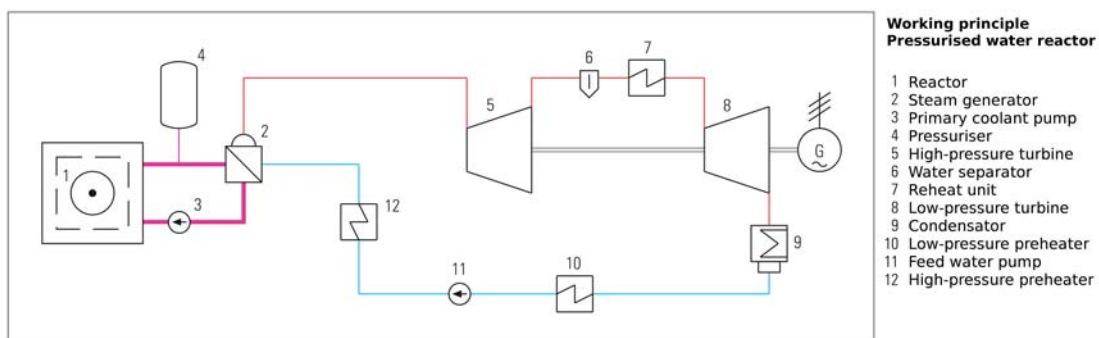 Working principle
Pressurised water reactor
1 Reactor
2 Steam generator
3 Primary coolant pump
4 Pressuriser
5 High-pressure turbine
6 Water separator
7 Reheat unit
8 Low-pressure turbine
9 Condensator
10 Low-pressure preheater
11 Feed water pump
12 High-pressure preheater
4
2
1
3
5
6
7
8
G
12
11
10
9